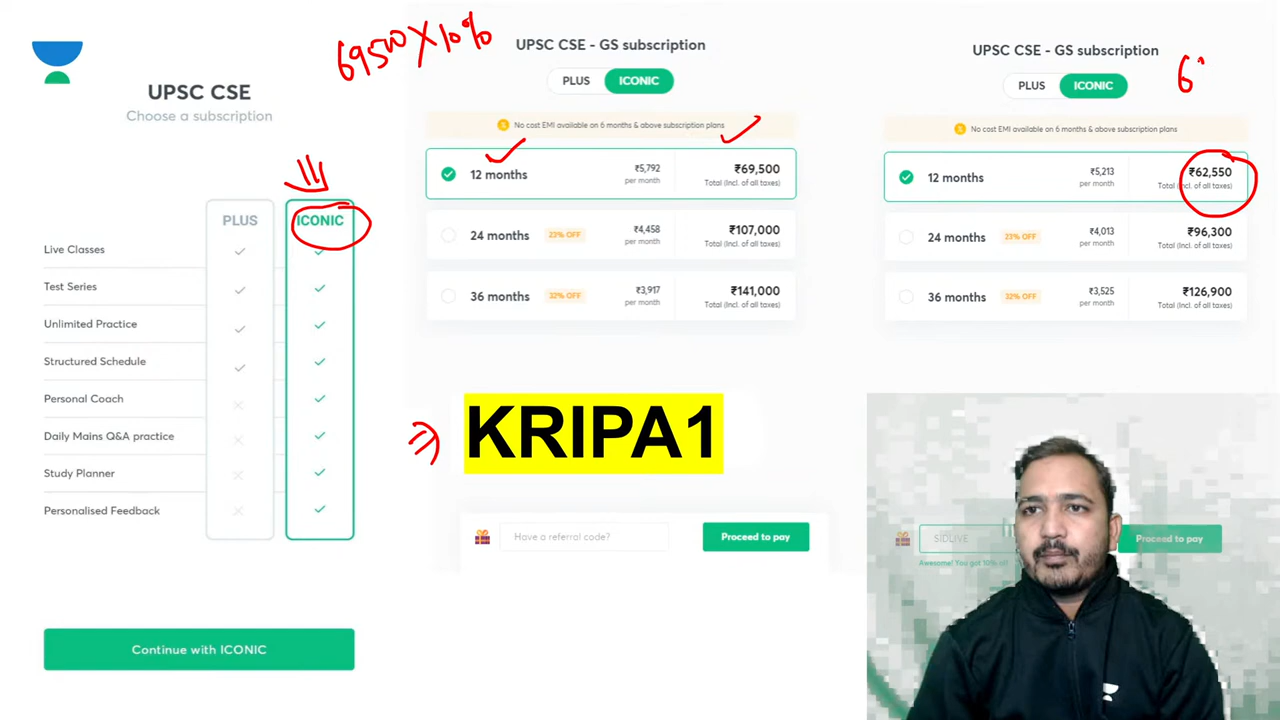 UPSC CSE
Choose a subscription
PLUS
ICONIC
Live Classes
Test Series
Unlimited Practice
Structured Schedule
Personal Coach
Daily Mains Q&A practice
Study Planner
Personalised Feedback
Continue with ICONIC
69500 X 10%
UPSC CSE - GS subscription
PLUS ICONIC
No cost EMI available on 6 months & above subscription plans
12 months ₹5,792 ₹69,500
per month Total (Incl. of all taxes)
24 months 23% OFF ₹4,458 ₹107,000
per month Total (Incl. of all taxes)
36 months 32% OFF ₹3,917 ₹141,000
per month Total (Incl. of all taxes)
KRIPA1
Have a referral code? Proceed to pay
UPSC CSE - GS subscription
6
PLUS ICONIC
No cost EMI available on 6 months & above subscription plans
12 months ₹5,213 ₹62,550
per month Total (Incl. of all taxes)
24 months 23% OFF ₹4,013 ₹96,300
per month Total (Incl. of all taxes)
36 months 32% OFF ₹3,525 ₹126,900
per month Total (Incl. of all taxes)
SIDLIVE Proceed to pay
Awesome! You got 10% off